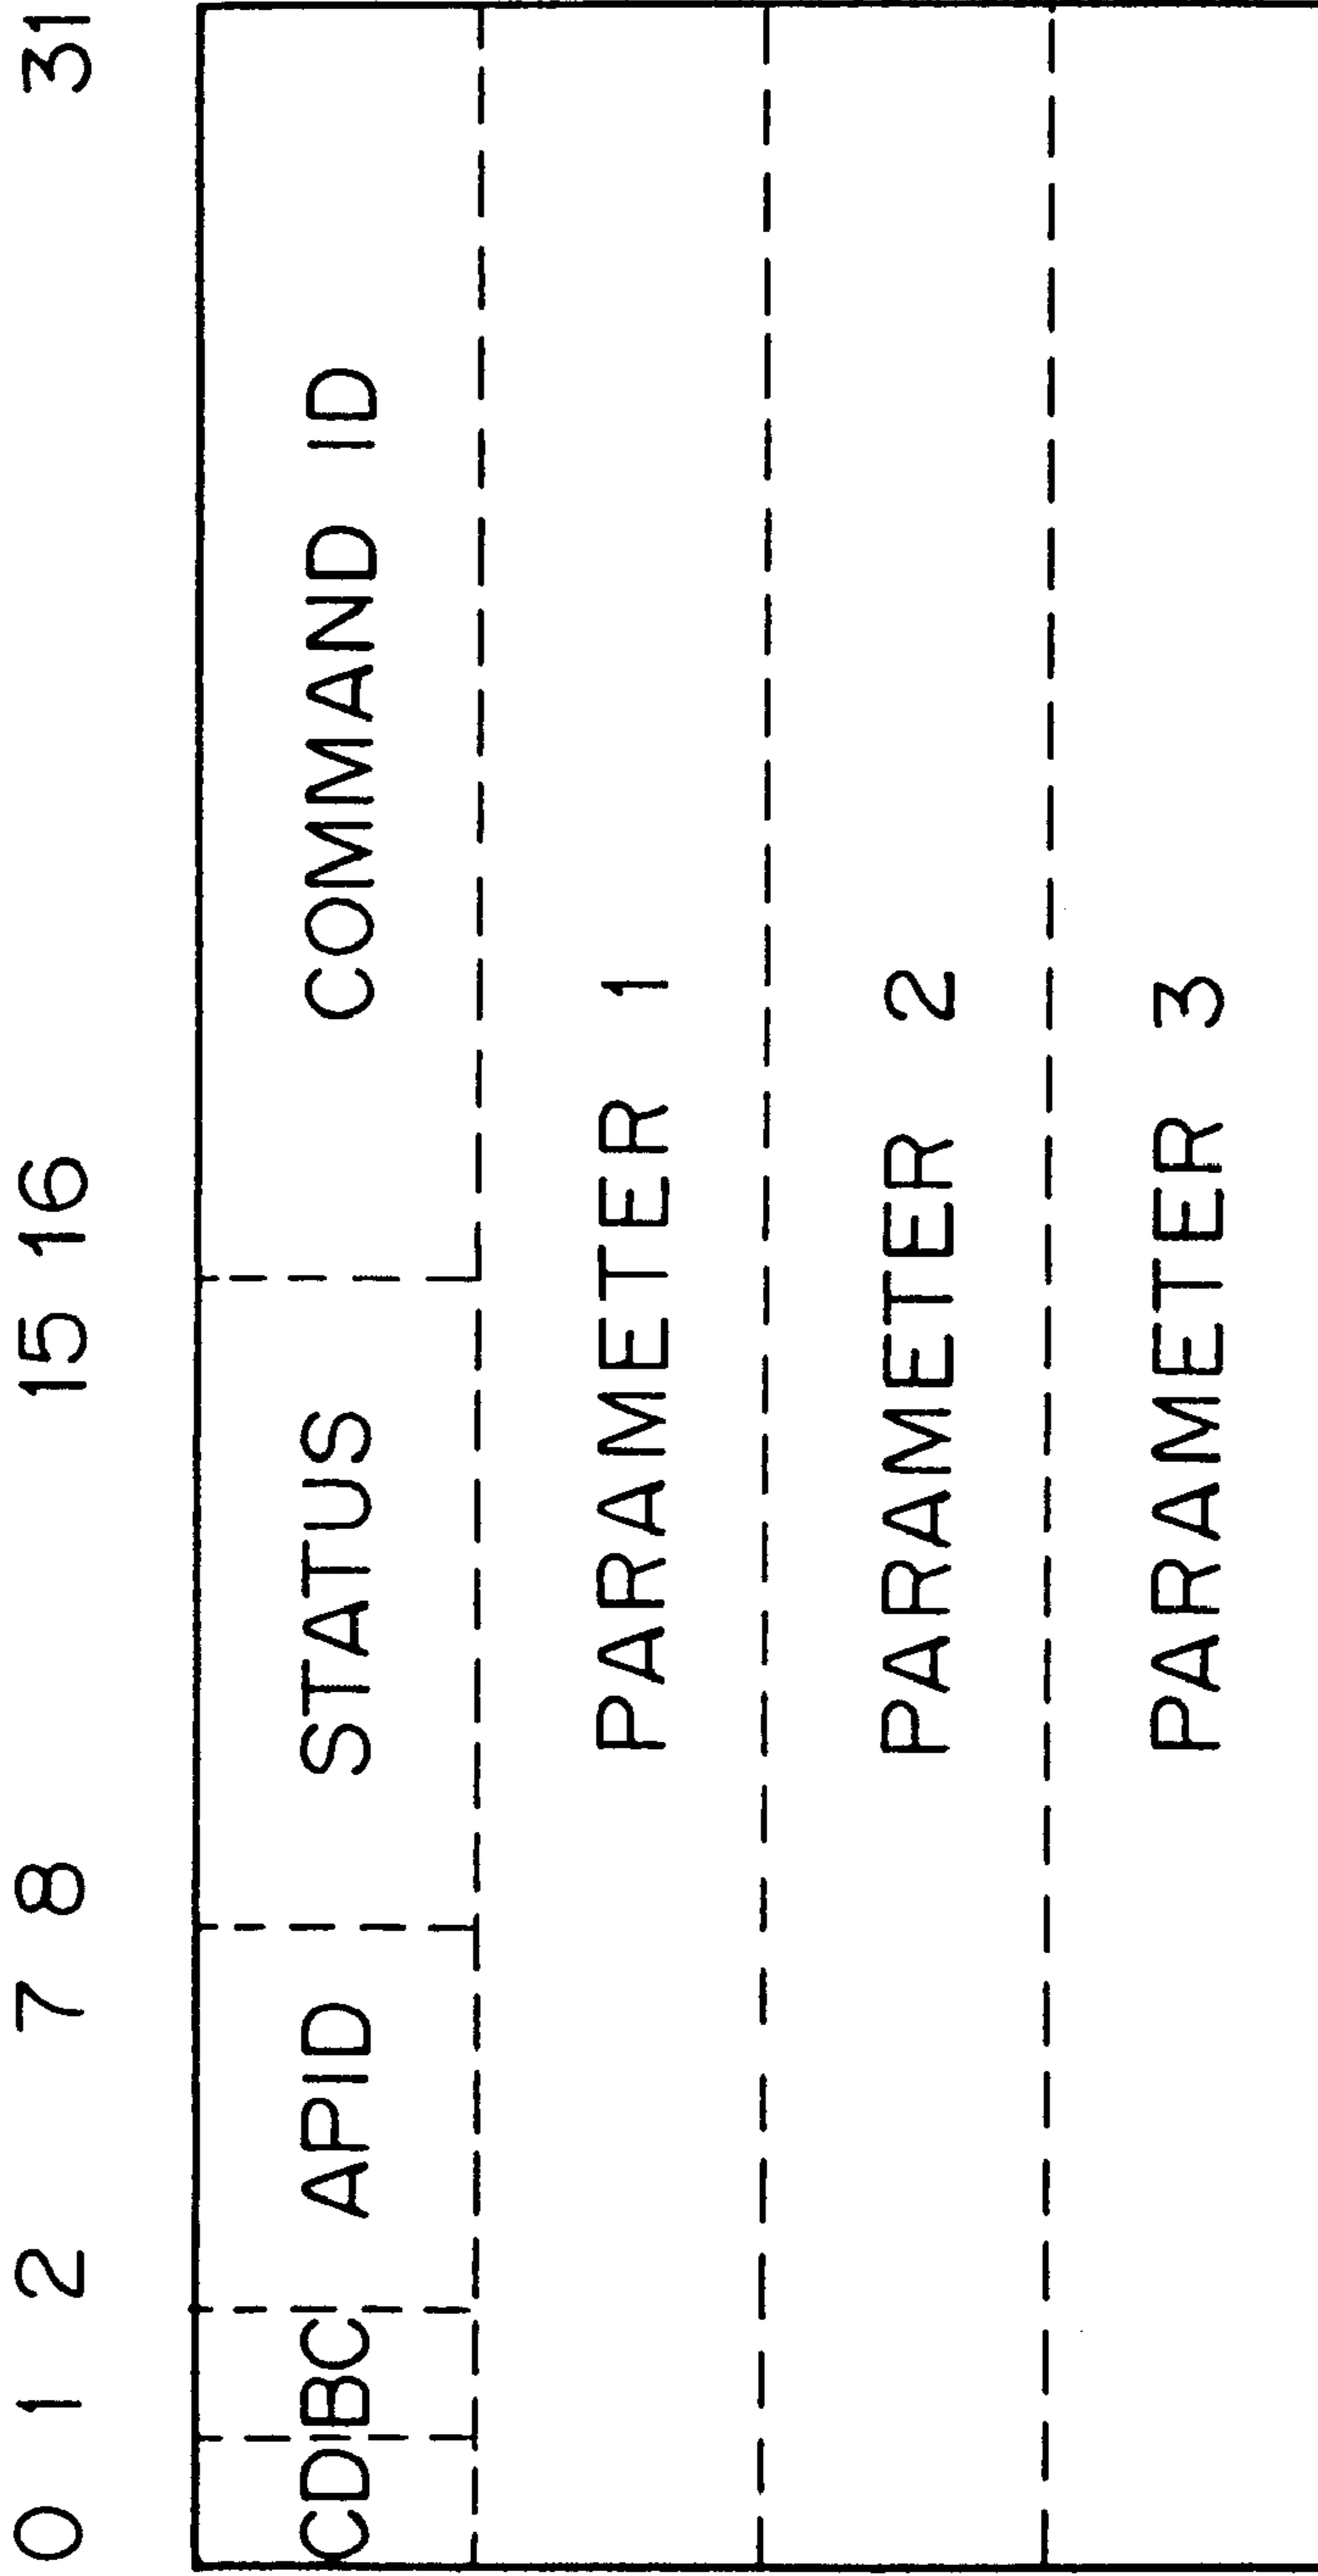 0 1 2 7 8 15 16 31
CD BC APID STATUS COMMAND ID
PARAMETER 1
PARAMETER 2
PARAMETER 3